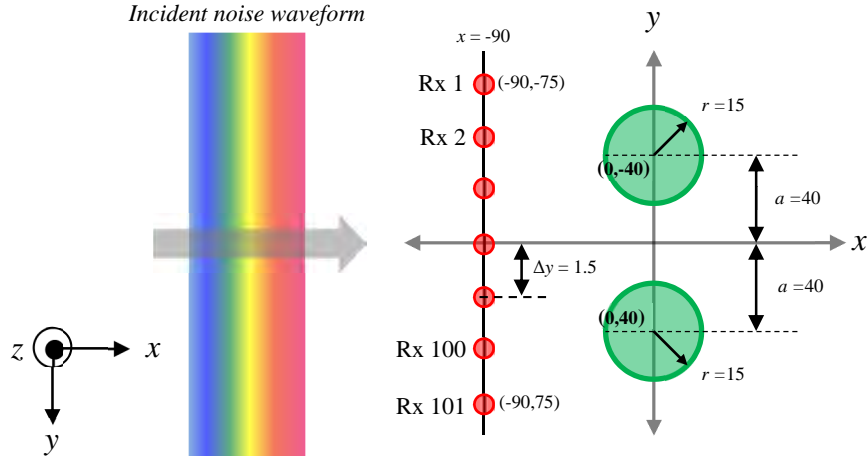 Incident noise waveform
x = -90
y
Rx 1
(-90,-75)
r =15
Rx 2
(0,-40)
a =40
x
Δy = 1.5
a =40
(0,40)
z
x
Rx 100
r =15
Rx 101
(-90,75)
y